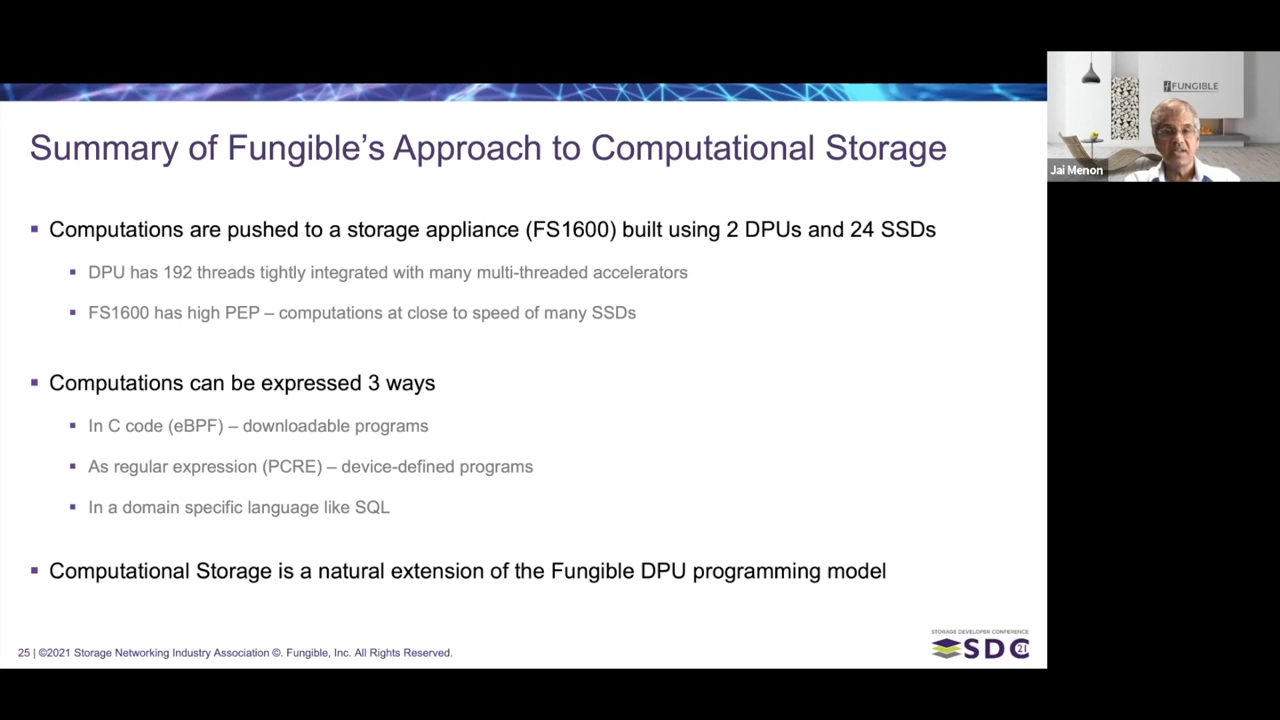 FUNGIBLE
Jai Menon
Summary of Fungible's Approach to Computational Storage
▪ Computations are pushed to a storage appliance (FS1600) built using 2 DPUs and 24 SSDs
▪ DPU has 192 threads tightly integrated with many multi-threaded accelerators
▪ FS1600 has high PEP – computations at close to speed of many SSDs
▪ Computations can be expressed 3 ways
▪ In C code (eBPF) – downloadable programs
▪ As regular expression (PCRE) – device-defined programs
▪ In a domain specific language like SQL
▪ Computational Storage is a natural extension of the Fungible DPU programming model
STORAGE DEVELOPER CONFERENCE
SDC 21
25 | ©2021 Storage Networking Industry Association ©. Fungible, Inc. All Rights Reserved.